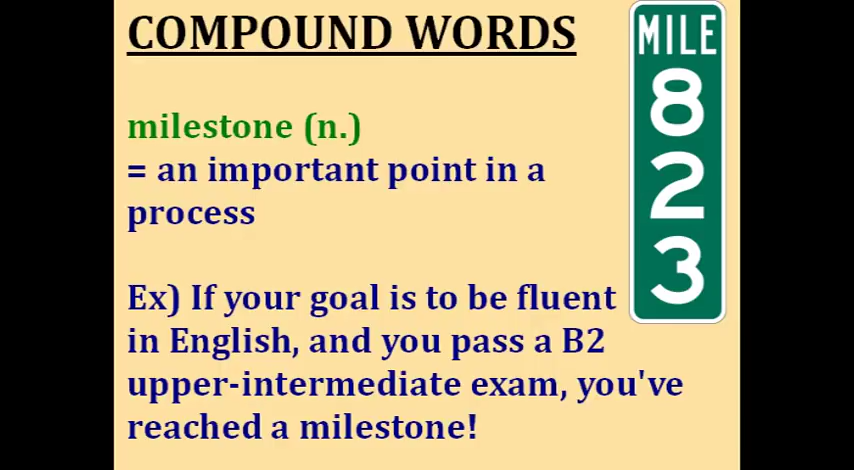 COMPOUND WORDS
milestone (n.)
= an important point in a
process
Ex) If your goal is to be fluent
in English, and you pass a B2
upper-intermediate exam, you've
reached a milestone!
MILE
8
2
3